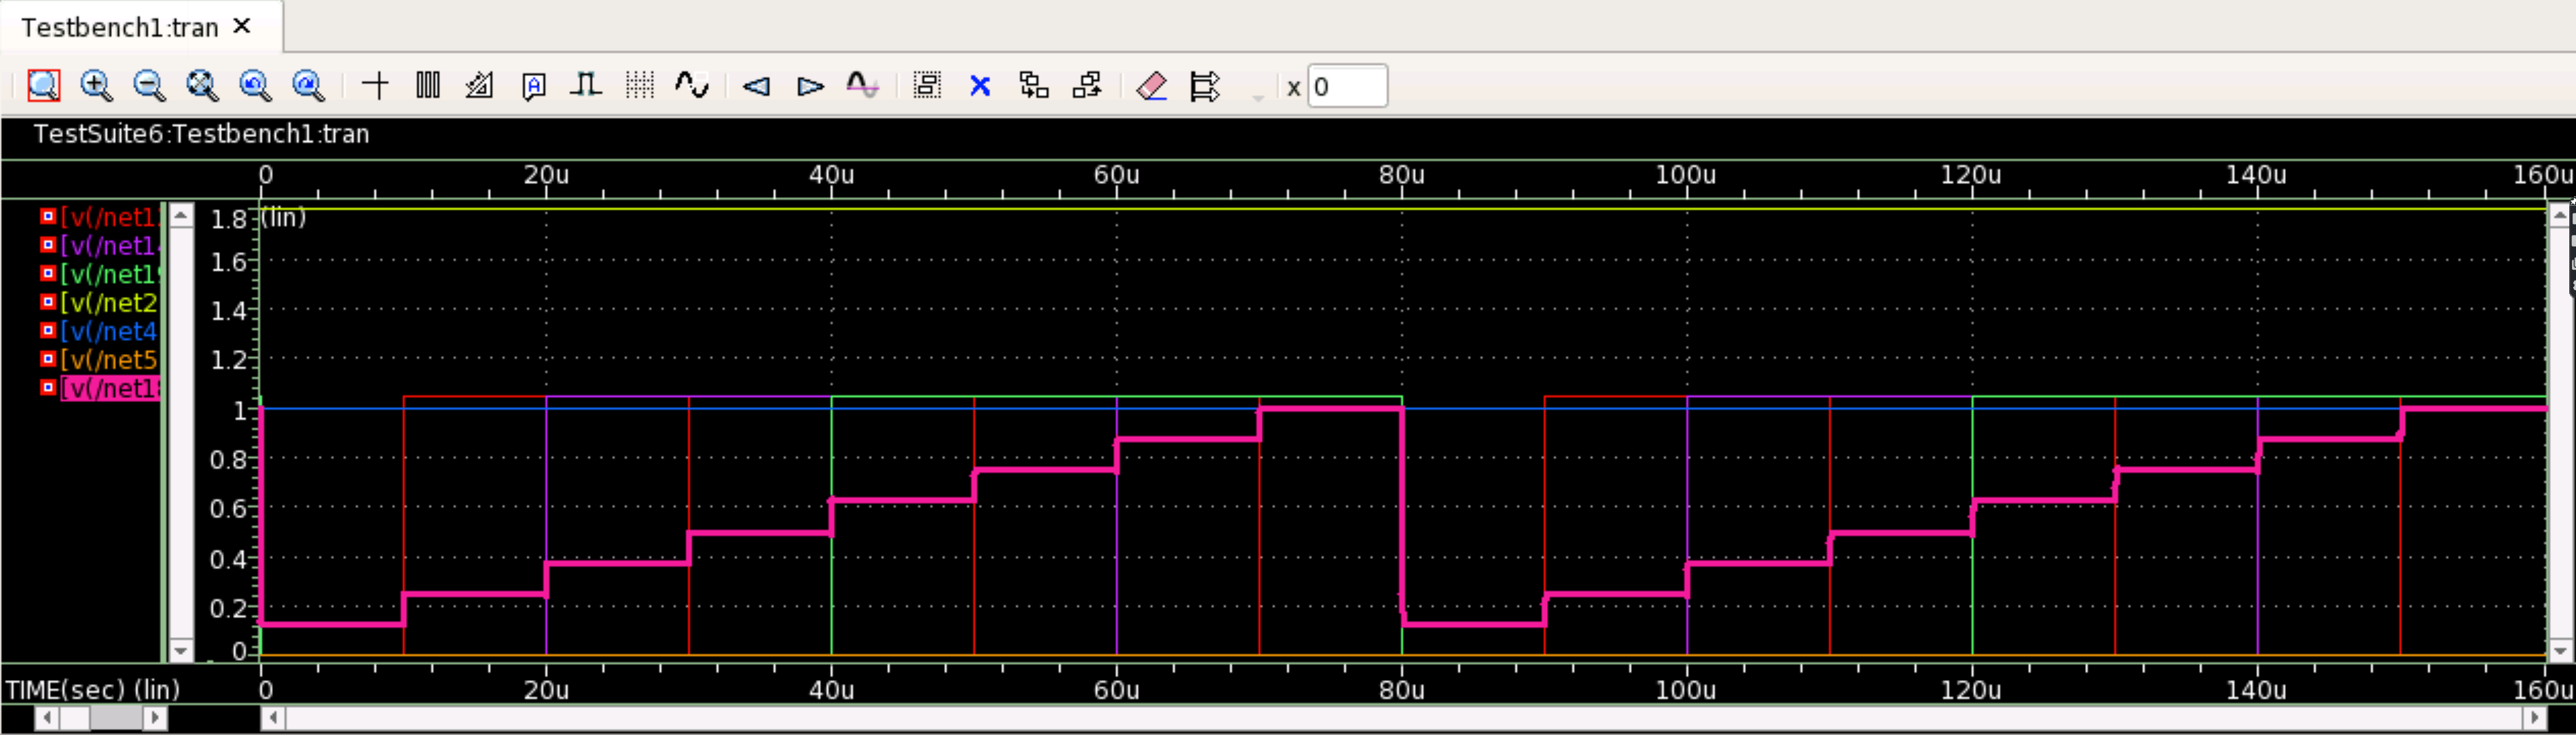 Testbench1:tran
x 0
TestSuite6:Testbench1:tran
0 20u 40u 60u 80u 100u 120u 140u 160u
[v(/net1
[v(/net1
[v(/net1
[v(/net2
[v(/net4
[v(/net5
[v(/net1
(lin)
1.8
1.6
1.4
1.2
1
0.8
0.6
0.4
0.2
0
TIME(sec) (lin) 0 20u 40u 60u 80u 100u 120u 140u 160u